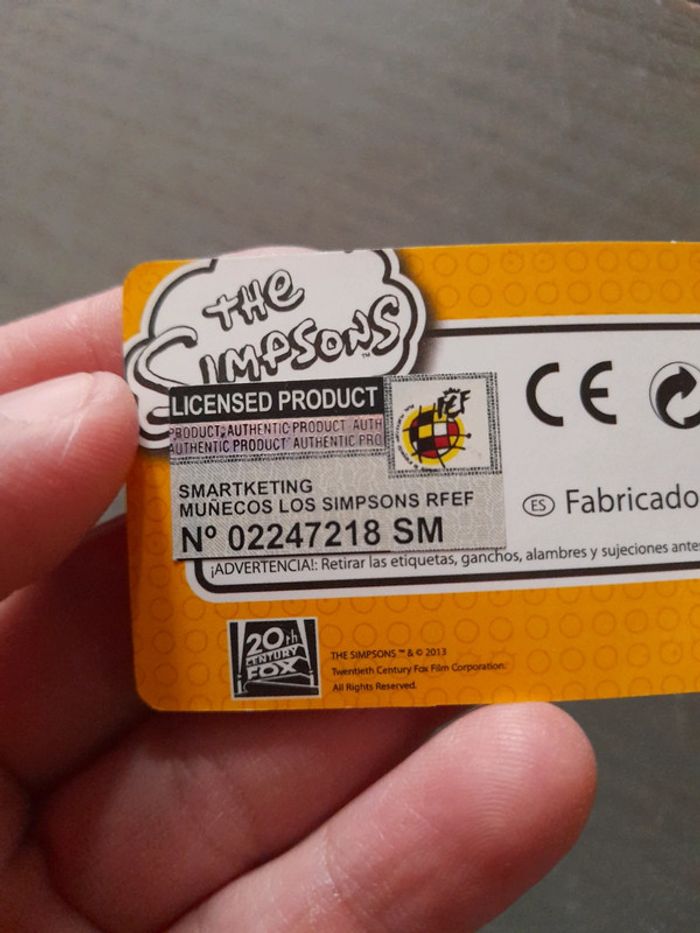 THE
SIMPSONS™
LICENSED PRODUCT
PRODUCT AUTHENTIC PRODUCT AUTH
AUTHENTIC PRODUCT AUTHENTIC PRO
SMARTKETING
MUÑECOS LOS SIMPSONS RFEF
Nº 02247218 SM
CE
ES Fabricado
¡ADVERTENCIA!: Retirar las etiquetas, ganchos, alambres y sujeciones ante
20th
CENTURY
FOX
THE SIMPSONS ™ & © 2013
Twentieth Century Fox Film Corporation.
All Rights Reserved.